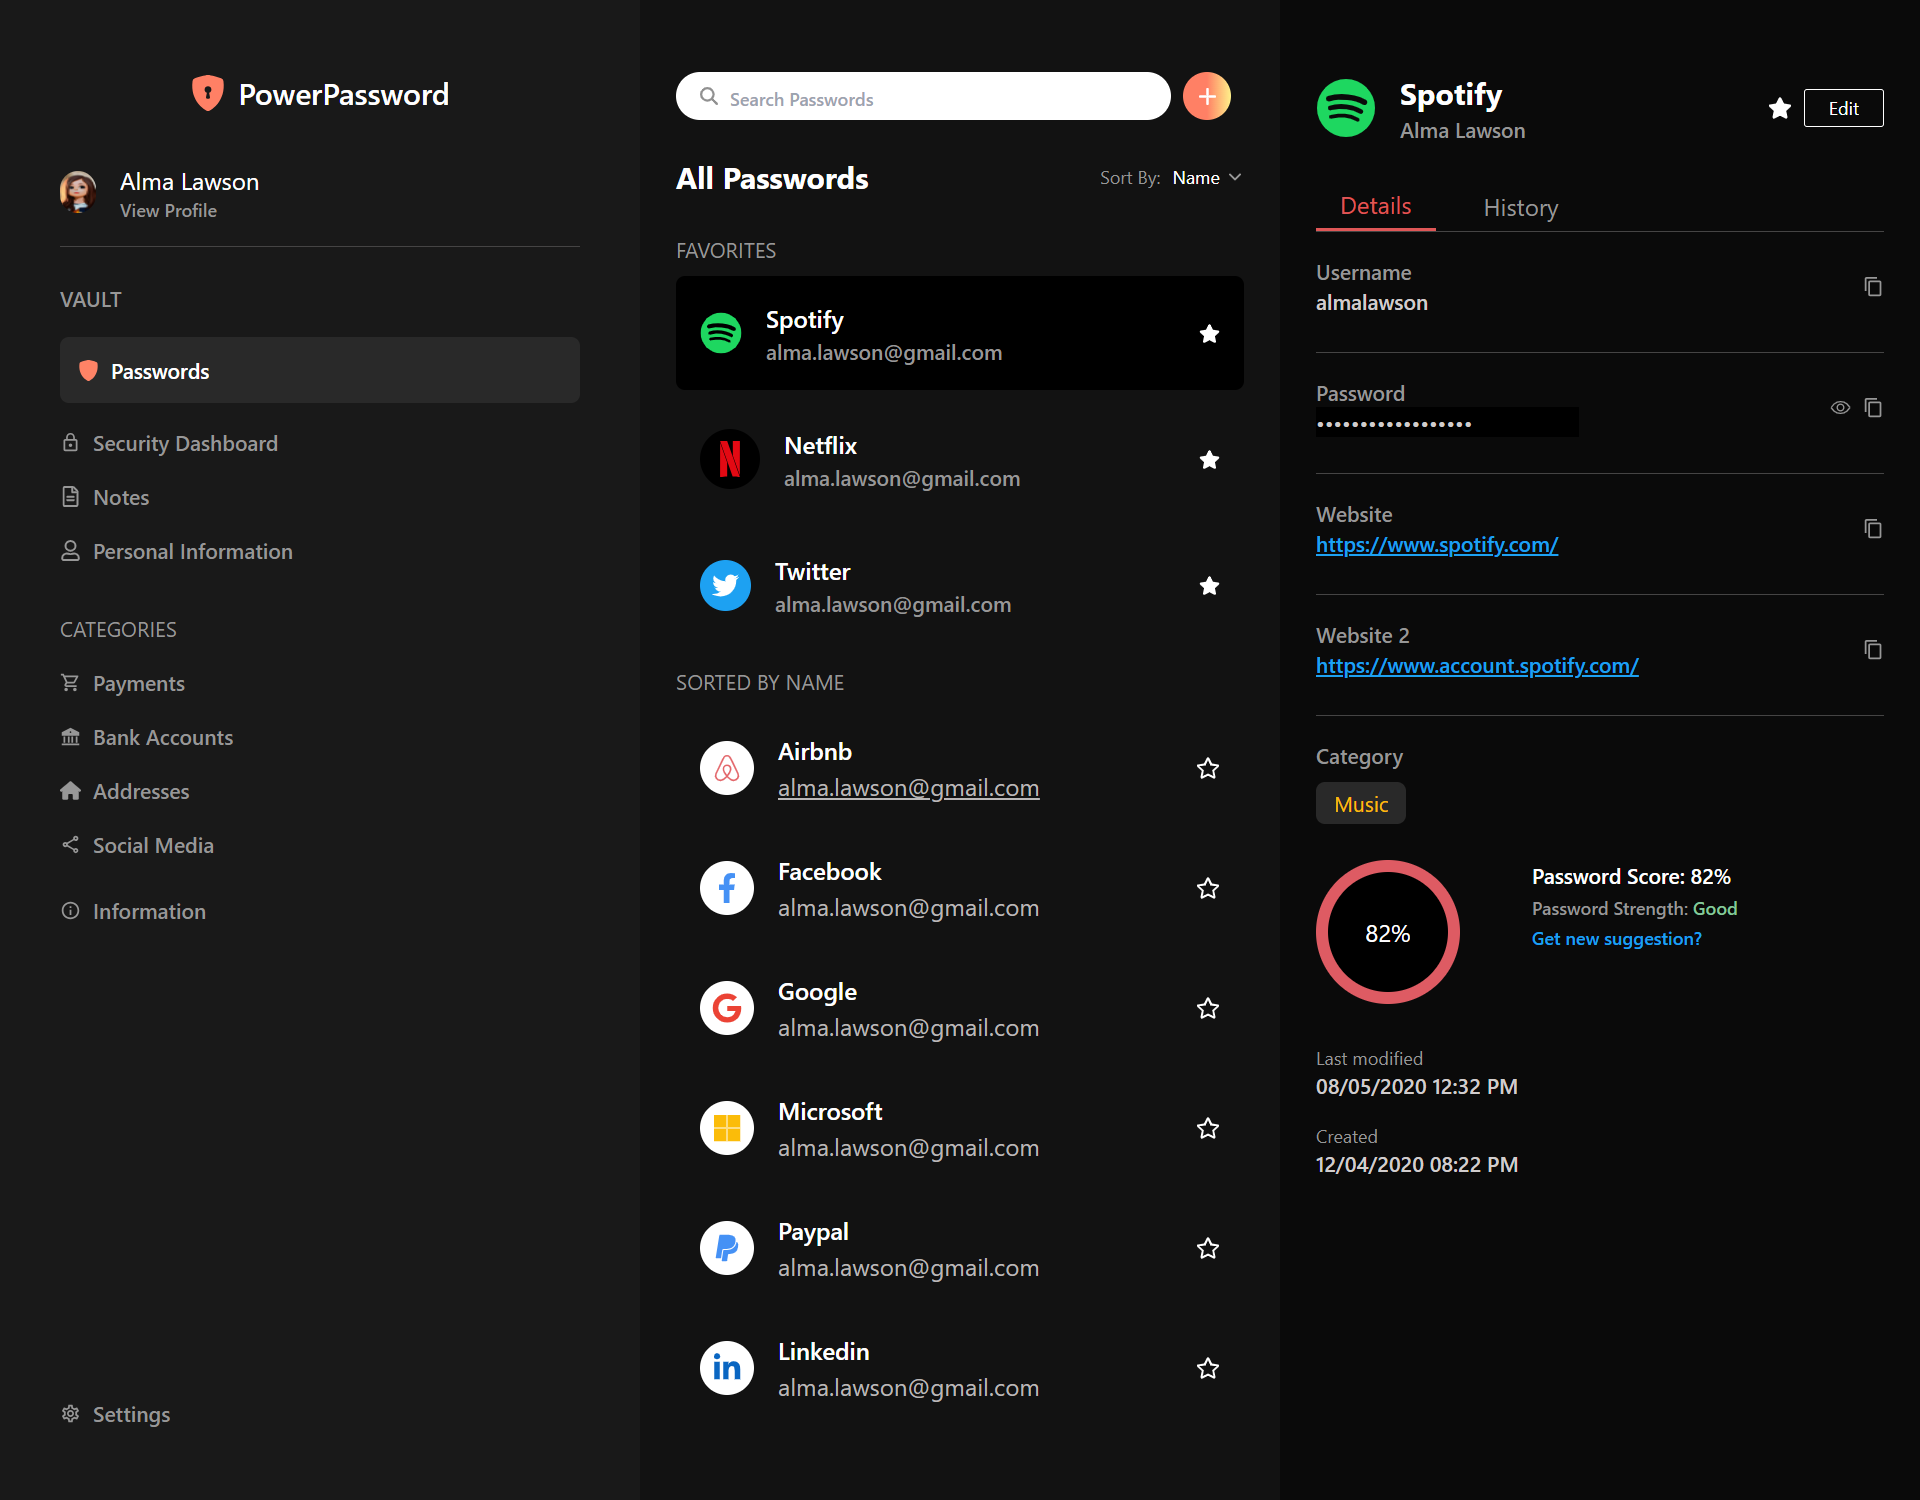 PowerPassword
Alma Lawson
View Profile
VAULT
Passwords
Security Dashboard
Notes
Personal Information
CATEGORIES
Payments
Bank Accounts
Addresses
Social Media
Information
Settings
Search Passwords
All Passwords
Sort By: Name
FAVORITES
Spotify
alma.lawson@gmail.com
Netflix
alma.lawson@gmail.com
Twitter
alma.lawson@gmail.com
SORTED BY NAME
Airbnb
alma.lawson@gmail.com
Facebook
alma.lawson@gmail.com
Google
alma.lawson@gmail.com
Microsoft
alma.lawson@gmail.com
Paypal
alma.lawson@gmail.com
Linkedin
alma.lawson@gmail.com
Spotify
Alma Lawson
Edit
Details
History
Username
almalawson
Password
••••••••••••••••••
Website
https://www.spotify.com/
Website 2
https://www.account.spotify.com/
Category
Music
82%
Password Score: 82%
Password Strength: Good
Get new suggestion?
Last modified
08/05/2020 12:32 PM
Created
12/04/2020 08:22 PM